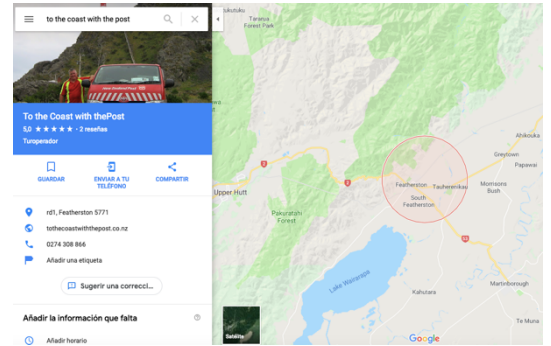 to the coast with the post
To the Coast with thePost
5,0 ★★★★★ · 2 reseñas
Turoperador
GUARDAR
ENVIAR A TU
TELÉFONO
COMPARTIR
rd1, Featherston 5771
tothecoastwiththepost.co.nz
0274 308 866
Añadir una etiqueta
Sugerir una correcci...
Añadir la información que falta
Añadir horario
Satélite
Tararua
Forest Park
2
2
Upper Hutt
Pakuratahi
Forest
Featherston
Tauherenikau
South
Featherston
Ahikouka
Greytown
Papawai
Morrisons
Bush
53
Lake Wairarapa
Kahutara
Martinborough
Te Muna
Google